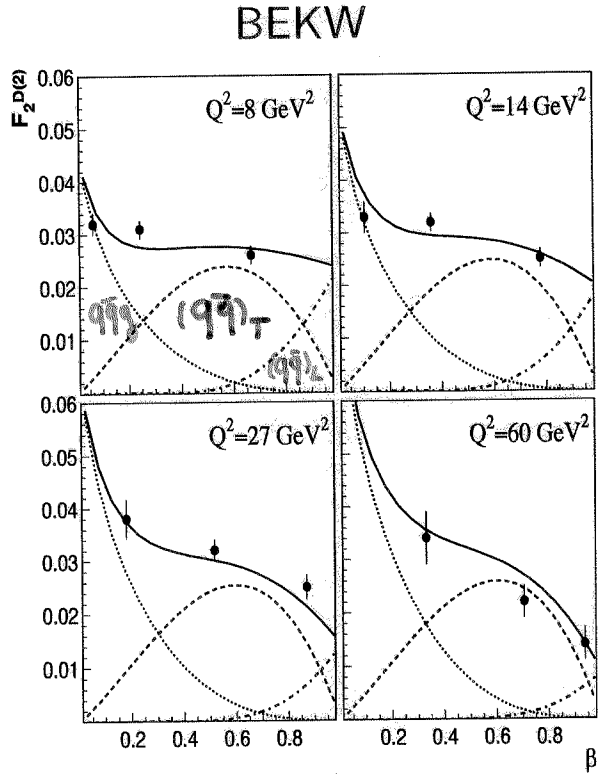 BEKW
F₂ᴰ⁽²⁾
0.06
0.05
0.04
0.03
0.02
0.01
Q²=8 GeV²
qq̄g
(qq̄)T
(qq̄)L
Q²=14 GeV²
0.06
0.05
0.04
0.03
0.02
0.01
Q²=27 GeV²
Q²=60 GeV²
0.2 0.4 0.6 0.8
0.2 0.4 0.6 0.8
β